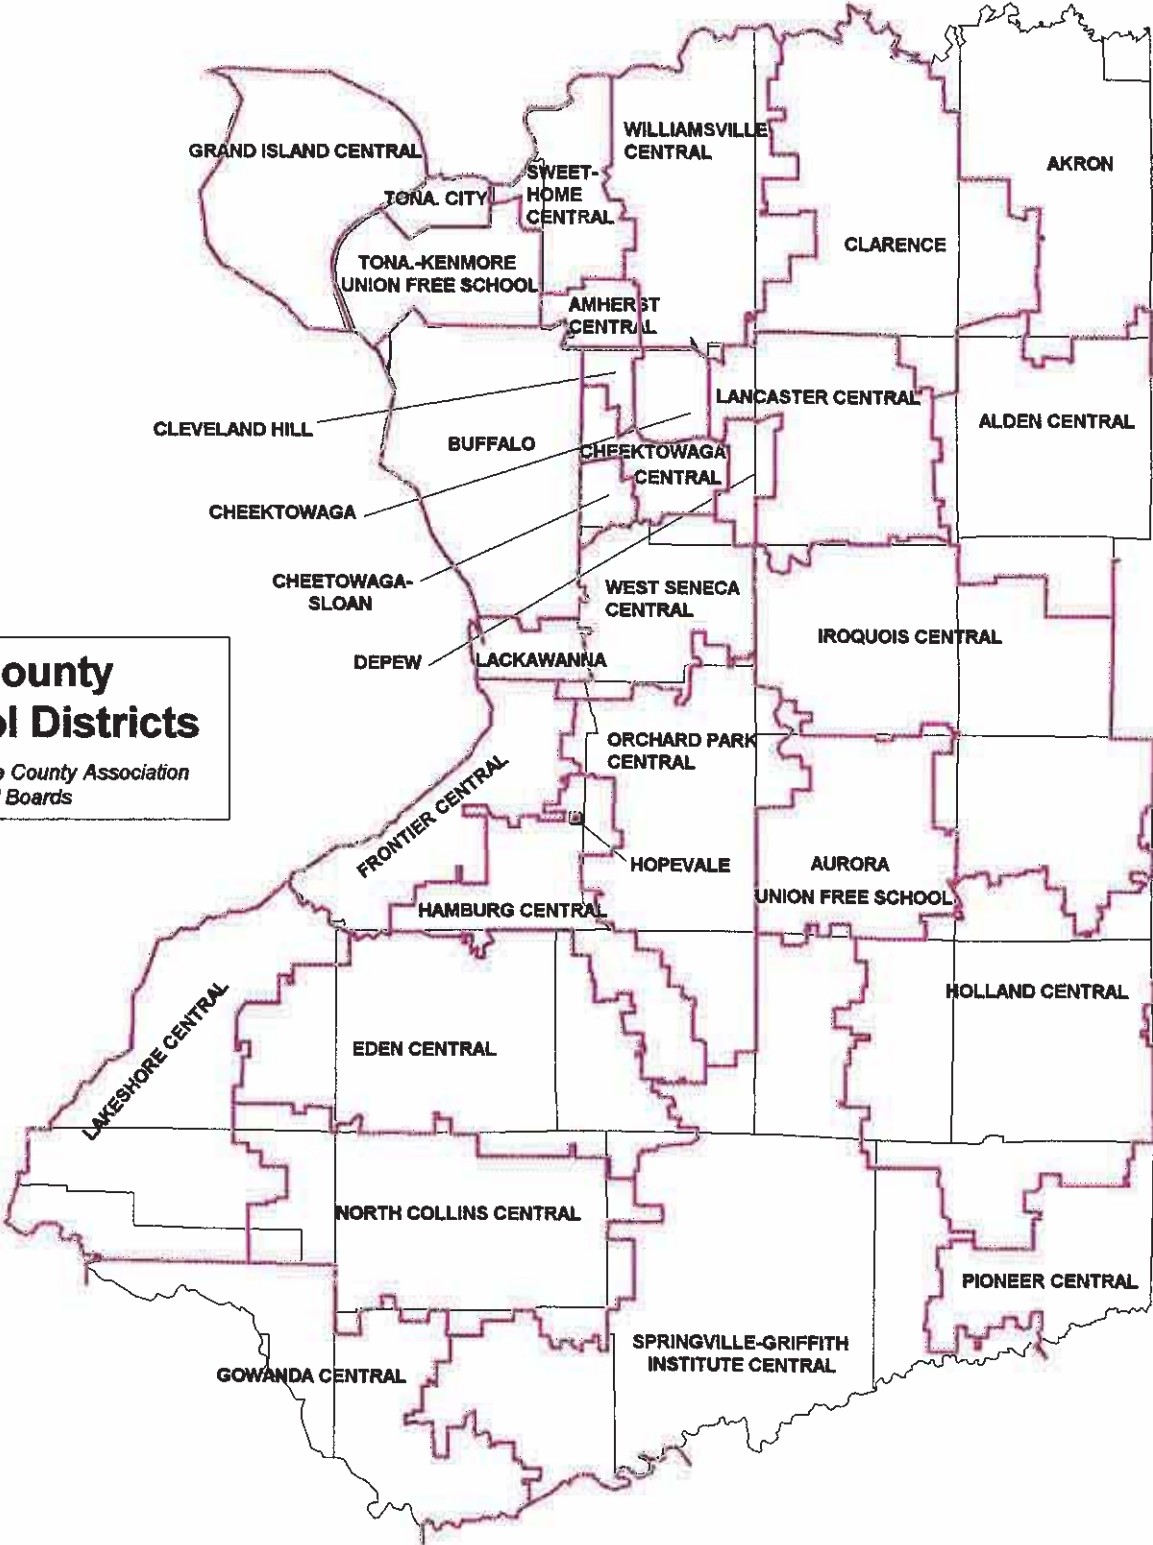 GRAND ISLAND CENTRAL
TONA. CITY
SWEET-
HOME
CENTRAL
WILLIAMSVILLE
CENTRAL
AKRON
CLARENCE
TONA.-KENMORE
UNION FREE SCHOOL
AMHERST
CENTRAL
LANCASTER CENTRAL
ALDEN CENTRAL
CLEVELAND HILL
BUFFALO
CHEEKTOWAGA
CENTRAL
CHEEKTOWAGA
CHEETOWAGA-
SLOAN
WEST SENECA
CENTRAL
IROQUOIS CENTRAL
DEPEW
LACKAWANNA
ounty
ol Districts
County Association
Boards
ORCHARD PARK
CENTRAL
FRONTIER CENTRAL
HOPEVALE
AURORA
UNION FREE SCHOOL
HAMBURG CENTRAL
HOLLAND CENTRAL
LAKESHORE CENTRAL
EDEN CENTRAL
NORTH COLLINS CENTRAL
PIONEER CENTRAL
SPRINGVILLE-GRIFFITH
INSTITUTE CENTRAL
GOWANDA CENTRAL